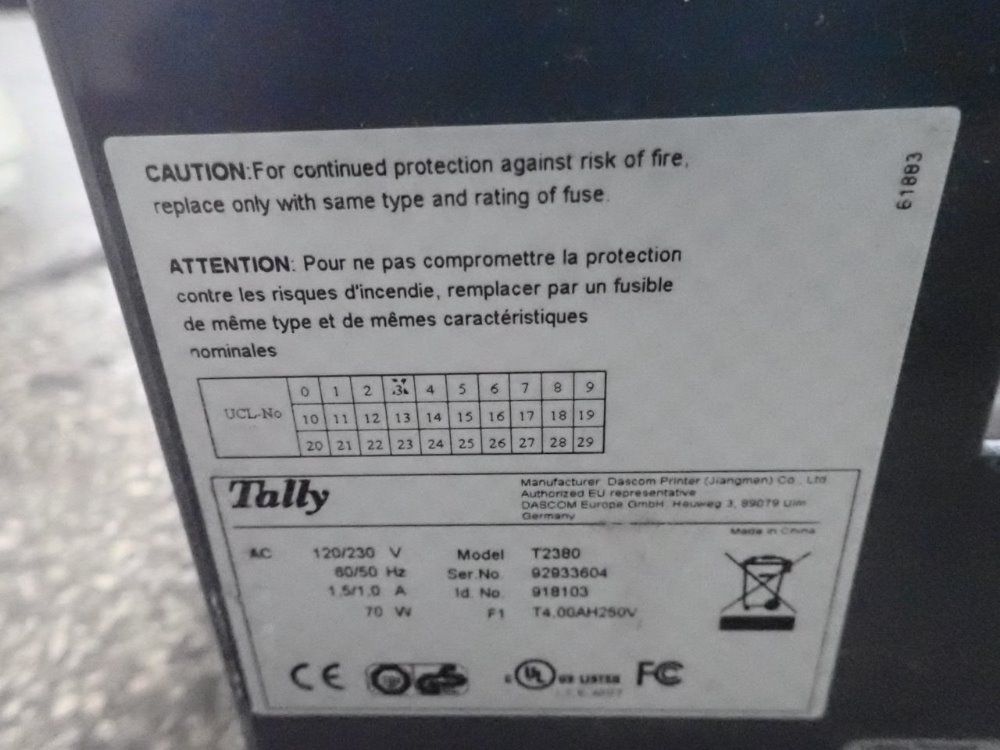 CAUTION:For continued protection against risk of fire,
replace only with same type and rating of fuse.
61883
ATTENTION: Pour ne pas compromettre la protection
contre les risques d'incendie, remplacer par un fusible
de même type et de mêmes caractéristiques
nominales
UCL-No
0 1 2 3 4 5 6 7 8 9
10 11 12 13 14 15 16 17 18 19
20 21 22 23 24 25 26 27 28 29
Tally
Manufacturer Dascom Printer (Jiangmen) Co., Ltd
Authorized EU representative
DASCOM Europe GmbH. Heuweg 3, 89079 Ulm
Germany
Made in China
AC 120/230 V Model T2380
60/50 Hz Ser.No. 92933604
1.5/1.0 A Id. No. 918103
70 W F1 T4.00AH250V
CE GS UL LISTED FC